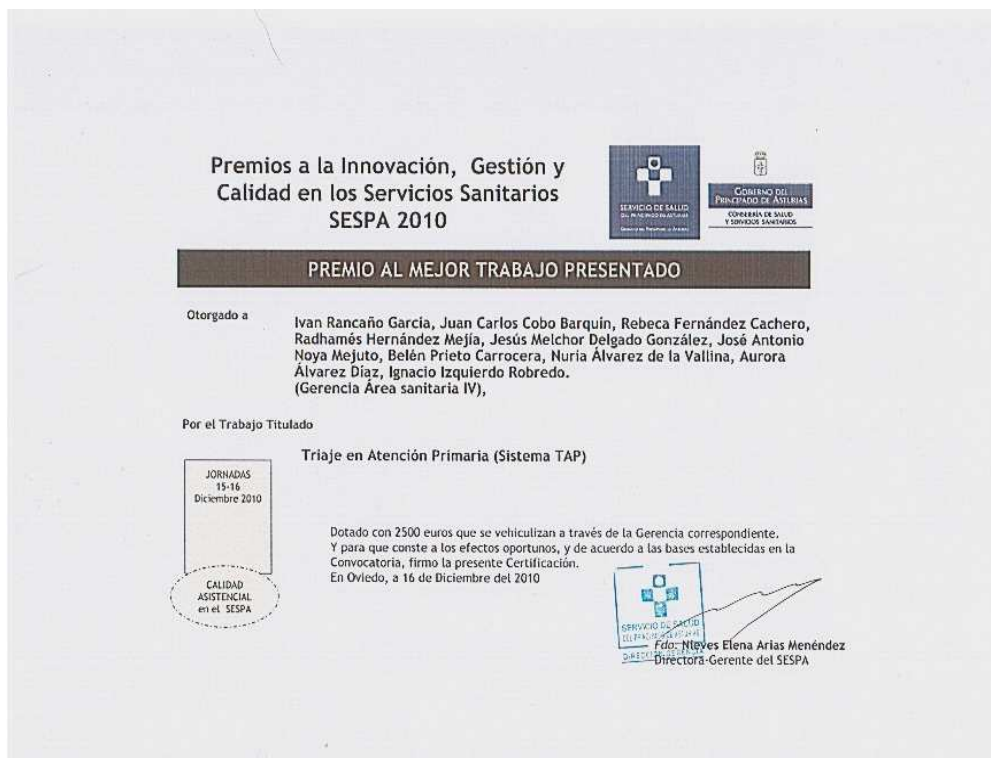 Premios a la Innovación, Gestión y
Calidad en los Servicios Sanitarios
SESPA 2010
SERVICIO DE SALUD
DEL PRINCIPADO DE ASTURIAS
GOBIERNO DEL
PRINCIPADO DE ASTURIAS
CONSEJERÍA DE SALUD
Y SERVICIOS SANITARIOS
PREMIO AL MEJOR TRABAJO PRESENTADO
Otorgado a
Ivan Rancaño Garcia, Juan Carlos Cobo Barquin, Rebeca Fernández Cachero,
Radhamés Hernández Mejía, Jesús Melchor Delgado González, José Antonio
Noya Mejuto, Belén Prieto Carrocera, Nuria Álvarez de la Vallina, Aurora
Álvarez Díaz, Ignacio Izquierdo Robredo.
(Gerencia Área sanitaria IV),
Por el Trabajo Titulado
Triaje en Atención Primaria (Sistema TAP)
JORNADAS
15-16
Diciembre 2010
CALIDAD
ASISTENCIAL
en el SESPA
Dotado con 2500 euros que se vehiculizan a través de la Gerencia correspondiente.
Y para que conste a los efectos oportunos, y de acuerdo a las bases establecidas en la
Convocatoria, firmo la presente Certificación.
En Oviedo, a 16 de Diciembre del 2010
SERVICIO DE SALUD
Fdo: Nieves Elena Arias Menéndez
Directora-Gerente del SESPA